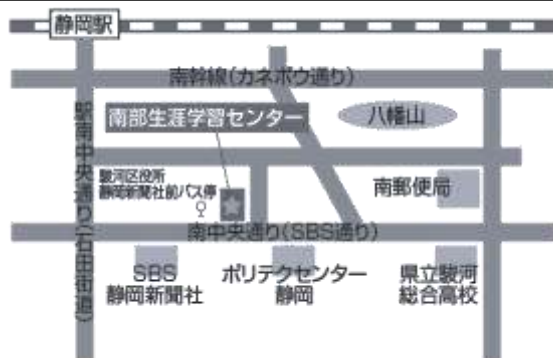 静岡駅
南幹線(カネボウ通り)
南部生涯学習センター
八幡山
駅南中央通り(石田街道)
駿河区役所
静岡新聞社前バス停
南郵便局
南中央通り(SBS通り)
SBS
静岡新聞社
ポリテクセンター
静岡
県立駿河
総合高校